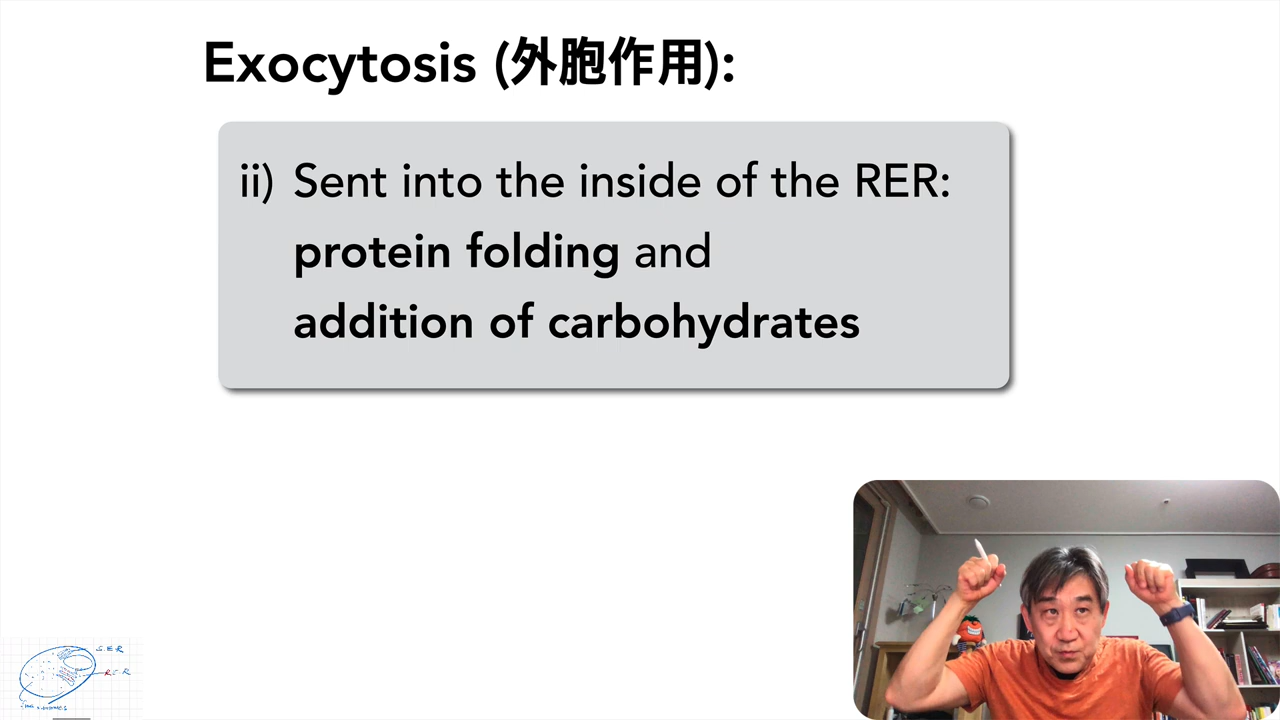 Exocytosis (外胞作用):
ii) Sent into the inside of the RER:
protein folding and
addition of carbohydrates
S.E.R